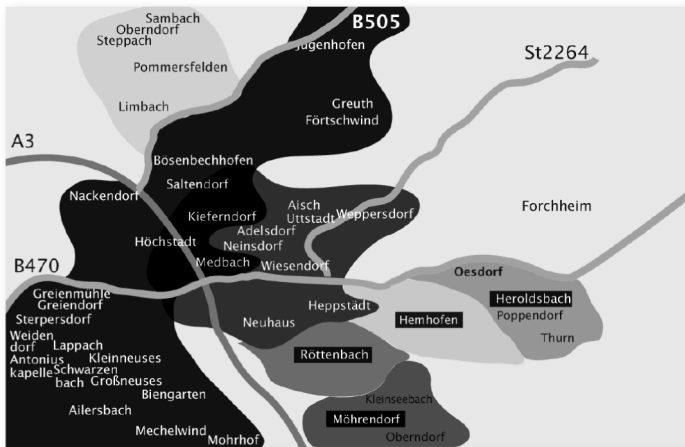 Sambach
Oberndorf
Steppach
B505
Jugenhofen
St2264
Pommersfelden
Limbach
Greuth
Förtschwind
A3
Bösenbechhofen
Nackendorf
Saltendorf
Kieferndorf
Aisch
Uttstadt
Weppersdorf
Forchheim
Adelsdorf
Höchstadt
Neinsdorf
Medbach
Wiesendorf
B470
Oesdorf
Greienmühle
Greiendorf
Heppstädt
Heroldsbach
Sterpersdorf
Neuhaus
Hemhofen
Poppendorf
Weiden
dorf
Lappach
Thurn
Antonius
kapelle
Kleinneuses
Röttenbach
Schwarzen
bach
Großneuses
Biengarten
Kleinseebach
Ailersbach
Möhrendorf
Mechelwind
Mohrhof
Oberndorf